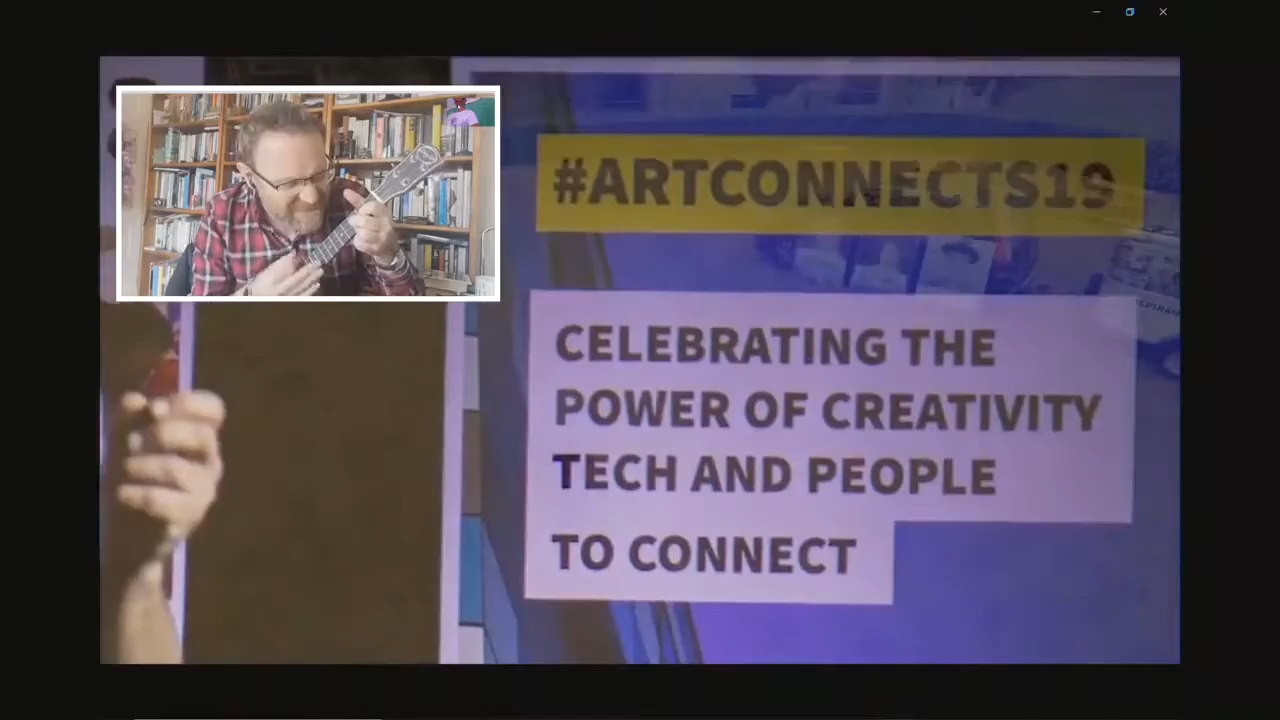 #ARTCONNECTS19
CELEBRATING THE
POWER OF CREATIVITY
TECH AND PEOPLE
TO CONNECT